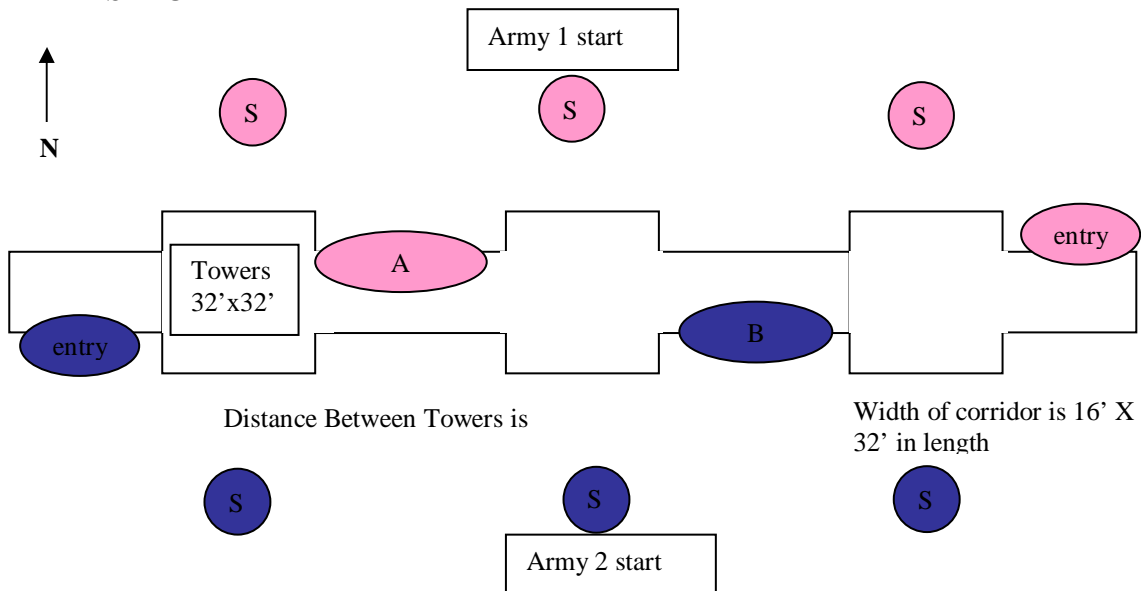 Army 1 start
S
S
S
N
entry
A
Towers
32’x32’
B
entry
Distance Between Towers is
Width of corridor is 16’ X
32’ in length
S
S
S
Army 2 start